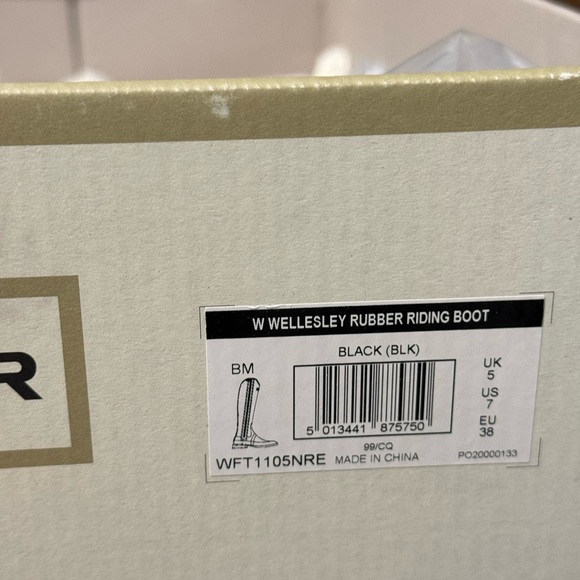 R
W WELLESLEY RUBBER RIDING BOOT
BLACK (BLK)
BM
UK
5
US
7
EU
38
5 013441 875750
99/CQ
WFT1105NRE MADE IN CHINA
PO20000133